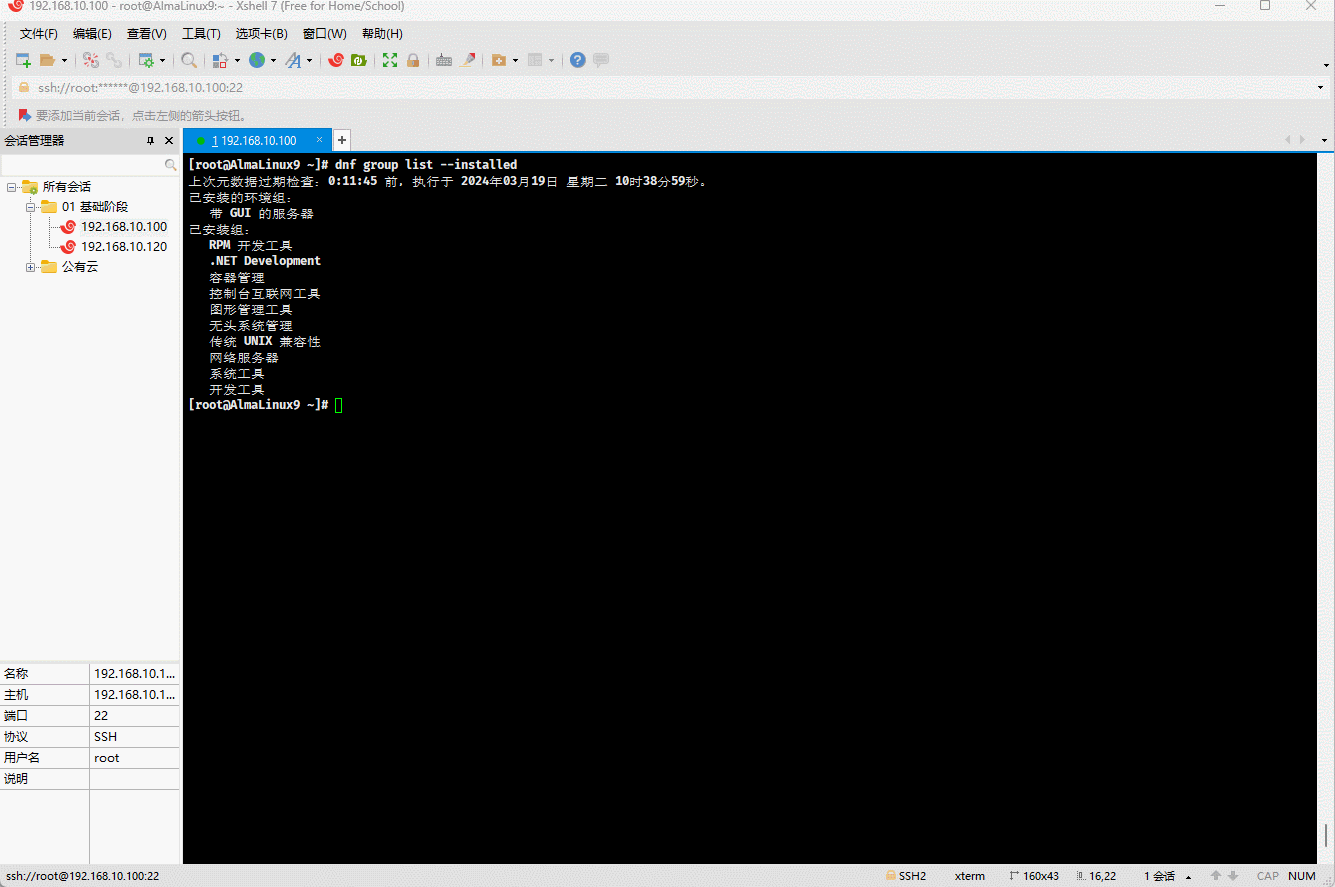 192.168.10.100 - root@AlmaLinux9:~ - Xshell 7 (Free for Home/School)
文件(F) 编辑(E) 查看(V) 工具(T) 选项卡(B) 窗口(W) 帮助(H)
ssh://root:******@192.168.10.100:22
要添加当前会话，点击左侧的箭头按钮。
会话管理器
1 192.168.10.100 × +
所有会话
01 基础阶段
192.168.10.100
192.168.10.120
公有云
[root@AlmaLinux9 ~]# dnf group list --installed
上次元数据过期检查：0:11:45 前，执行于 2024年03月19日 星期二 10时38分59秒。
已安装的环境组：
带 GUI 的服务器
已安装组：
RPM 开发工具
.NET Development
容器管理
控制台互联网工具
图形管理工具
无头系统管理
传统 UNIX 兼容性
网络服务器
系统工具
开发工具
[root@AlmaLinux9 ~]#
名称 192.168.10.1...
主机 192.168.10.1...
端口 22
协议 SSH
用户名 root
说明
ssh://root@192.168.10.100:22 SSH2 xterm 160x43 16,22 1 会话 CAP NUM